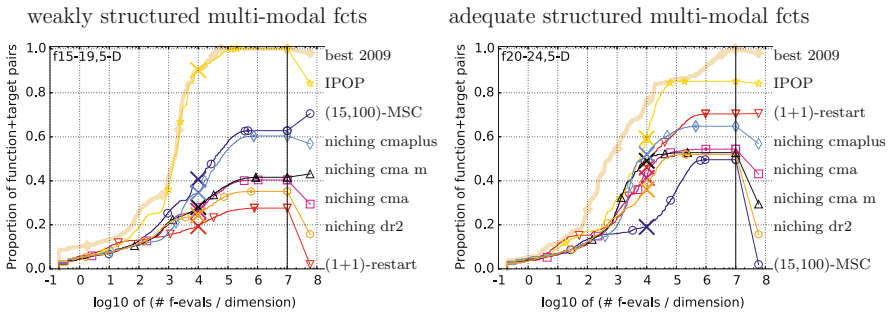 weakly structured multi-modal fcts
Proportion of function+target pairs
1.0
0.8
0.6
0.4
0.2
0.0
f15-19,5-D
best 2009
IPOP
(15,100)-MSC
niching cmaplus
niching cma m
niching cma
niching dr2
(1+1)-restart
-1 0 1 2 3 4 5 6 7 8
log10 of (# f-evals / dimension)
adequate structured multi-modal fcts
Proportion of function+target pairs
1.0
0.8
0.6
0.4
0.2
0.0
f20-24,5-D
best 2009
IPOP
(1+1)-restart
niching cmaplus
niching cma
niching cma m
niching dr2
(15,100)-MSC
-1 0 1 2 3 4 5 6 7 8
log10 of (# f-evals / dimension)